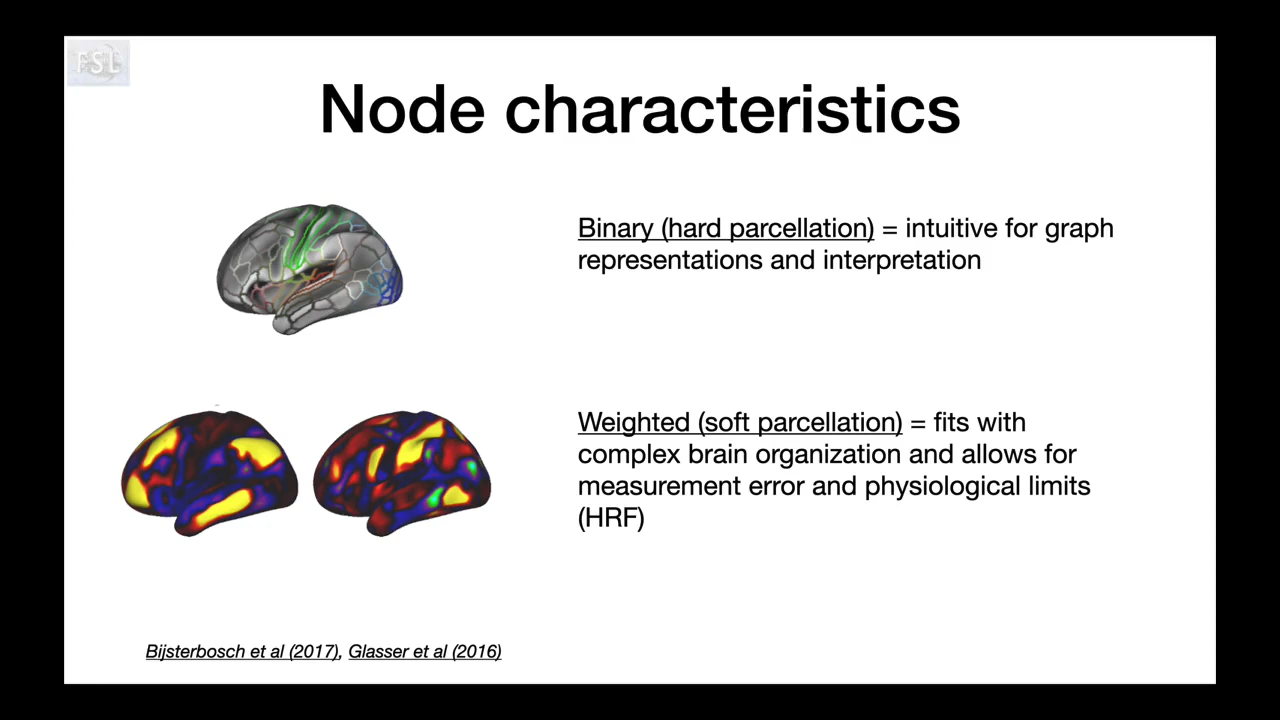 FSL
Node characteristics
Binary (hard parcellation) = intuitive for graph
representations and interpretation
Weighted (soft parcellation) = fits with
complex brain organization and allows for
measurement error and physiological limits
(HRF)
Bijsterbosch et al (2017), Glasser et al (2016)